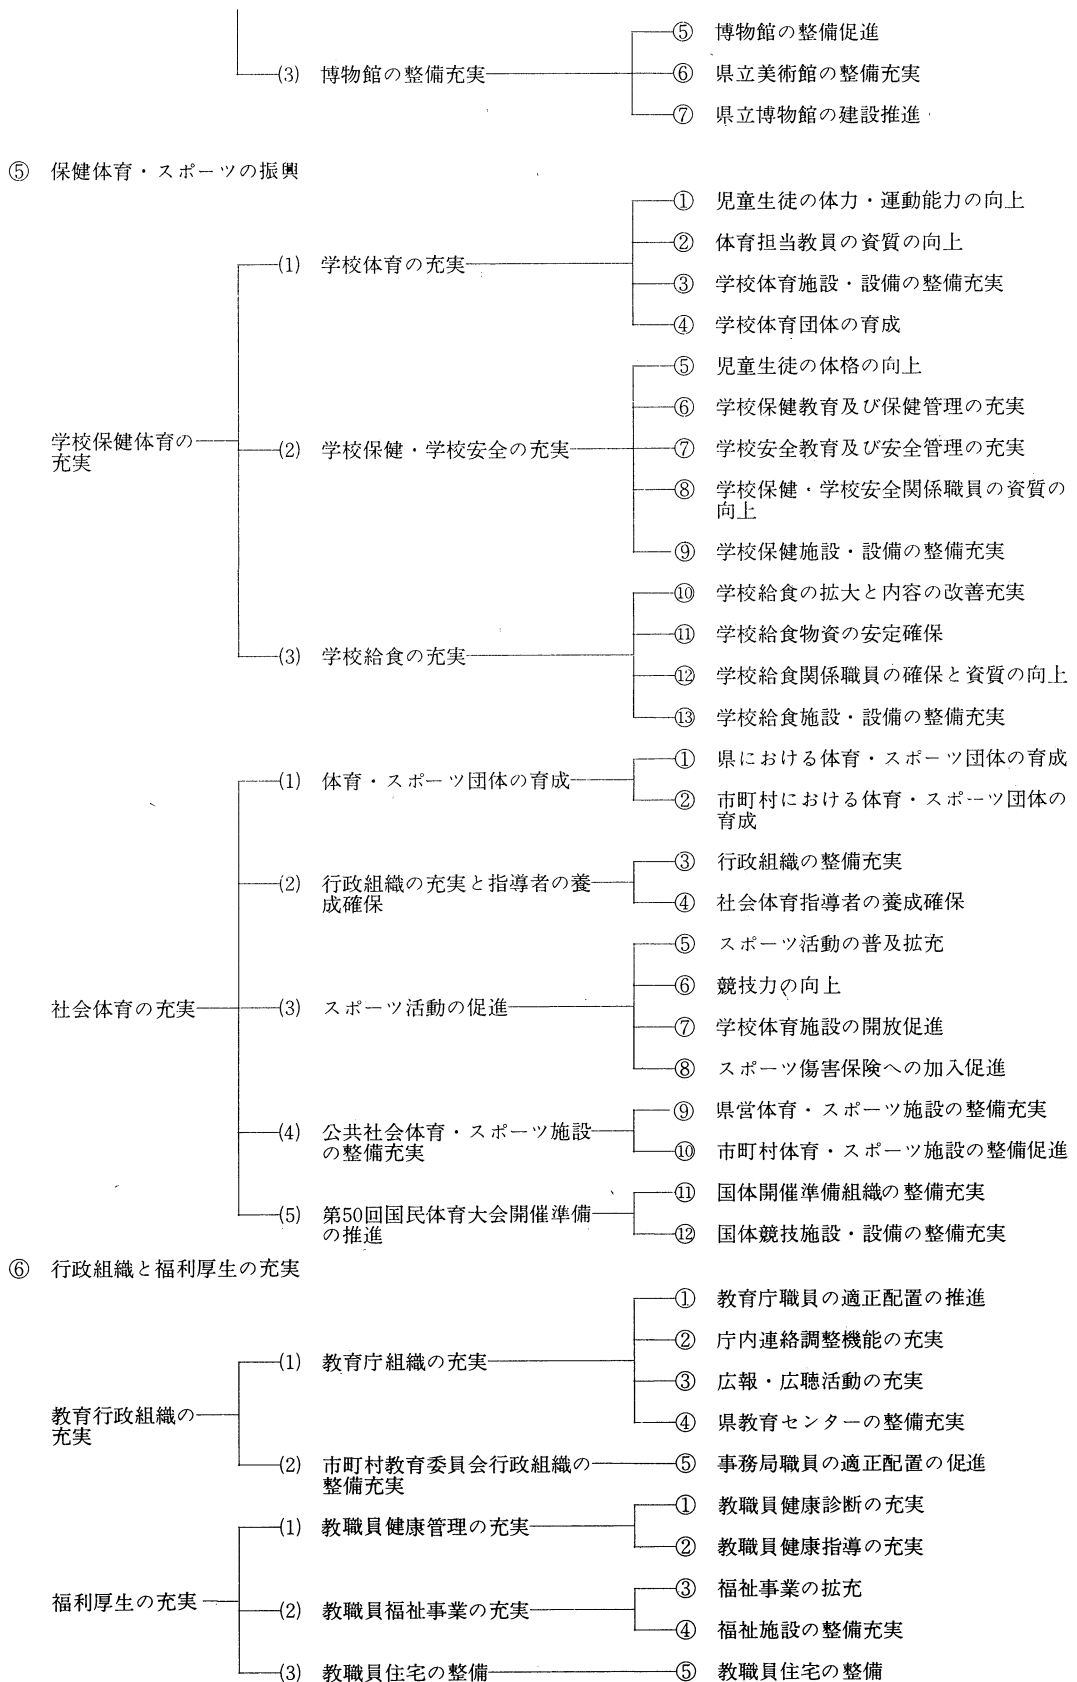 ⑤ 博物館の整備促進
(3) 博物館の整備充実
⑥ 県立美術館の整備充実
⑦ 県立博物館の建設推進
⑤ 保健体育・スポーツの振興
学校保健体育の
充実
(1) 学校体育の充実
① 児童生徒の体力・運動能力の向上
② 体育担当教員の資質の向上
③ 学校体育施設・設備の整備充実
④ 学校体育団体の育成
(2) 学校保健・学校安全の充実
⑤ 児童生徒の体格の向上
⑥ 学校保健教育及び保健管理の充実
⑦ 学校安全教育及び安全管理の充実
⑧ 学校保健・学校安全関係職員の資質の
向上
⑨ 学校保健施設・設備の整備充実
(3) 学校給食の充実
⑩ 学校給食の拡大と内容の改善充実
⑪ 学校給食物資の安定確保
⑫ 学校給食関係職員の確保と資質の向上
⑬ 学校給食施設・設備の整備充実
社会体育の充実
(1) 体育・スポーツ団体の育成
① 県における体育・スポーツ団体の育成
② 市町村における体育・スポーツ団体の
育成
(2) 行政組織の充実と指導者の養
成確保
③ 行政組織の整備充実
④ 社会体育指導者の養成確保
(3) スポーツ活動の促進
⑤ スポーツ活動の普及拡充
⑥ 競技力の向上
⑦ 学校体育施設の開放促進
⑧ スポーツ傷害保険への加入促進
(4) 公共社会体育・スポーツ施設
の整備充実
⑨ 県営体育・スポーツ施設の整備充実
⑩ 市町村体育・スポーツ施設の整備促進
(5) 第50回国民体育大会開催準備
の推進
⑪ 国体開催準備組織の整備充実
⑫ 国体競技施設・設備の整備充実
⑥ 行政組織と福利厚生の充実
教育行政組織の
充実
(1) 教育庁組織の充実
① 教育庁職員の適正配置の推進
② 庁内連絡調整機能の充実
③ 広報・広聴活動の充実
④ 県教育センターの整備充実
(2) 市町村教育委員会行政組織の
整備充実
⑤ 事務局職員の適正配置の促進
福利厚生の充実
(1) 教職員健康管理の充実
① 教職員健康診断の充実
② 教職員健康指導の充実
(2) 教職員福祉事業の充実
③ 福祉事業の拡充
④ 福祉施設の整備充実
(3) 教職員住宅の整備
⑤ 教職員住宅の整備